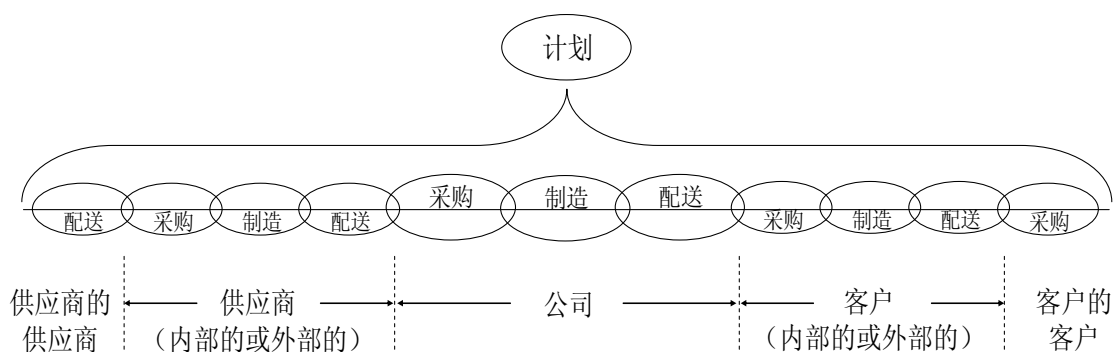 计划
配送 采购 制造 配送 采购 制造 配送 采购 制造 配送 采购
供应商的 供应商 公司 客户 客户的
供应商 （内部的或外部的） （内部的或外部的） 客户